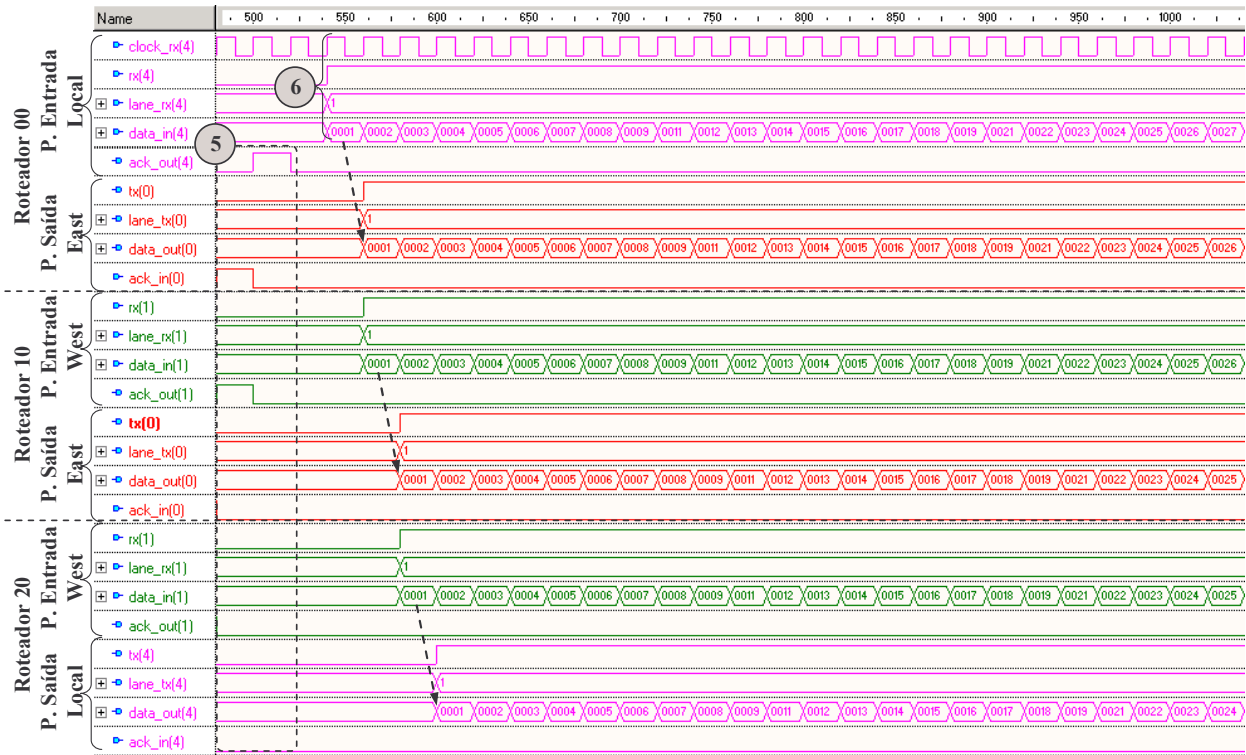 Name 500 550 600 650 700 750 800 850 900 950 1000
Roteador 00
P. Entrada
Local
clock_rx(4)
rx(4)
6
lane_rx(4) 1
data_in(4) 0001 0002 0003 0004 0005 0006 0007 0008 0009 0011 0012 0013 0014 0015 0016 0017 0018 0019 0021 0022 0023 0024 0025 0026 0027
5
ack_out(4)
P. Saída
East
tx(0)
lane_tx(0) 1
data_out(0) 0001 0002 0003 0004 0005 0006 0007 0008 0009 0011 0012 0013 0014 0015 0016 0017 0018 0019 0021 0022 0023 0024 0025 0026
ack_in(0)
Roteador 10
P. Entrada
West
rx(1)
lane_rx(1) 1
data_in(1) 0001 0002 0003 0004 0005 0006 0007 0008 0009 0011 0012 0013 0014 0015 0016 0017 0018 0019 0021 0022 0023 0024 0025 0026
ack_out(1)
P. Saída
East
tx(0)
lane_tx(0) 1
data_out(0) 0001 0002 0003 0004 0005 0006 0007 0008 0009 0011 0012 0013 0014 0015 0016 0017 0018 0019 0021 0022 0023 0024 0025
ack_in(0)
Roteador 20
P. Entrada
West
rx(1)
lane_rx(1) 1
data_in(1) 0001 0002 0003 0004 0005 0006 0007 0008 0009 0011 0012 0013 0014 0015 0016 0017 0018 0019 0021 0022 0023 0024 0025
ack_out(1)
P. Saída
Local
tx(4)
lane_tx(4) 1
data_out(4) 0001 0002 0003 0004 0005 0006 0007 0008 0009 0011 0012 0013 0014 0015 0016 0017 0018 0019 0021 0022 0023 0024
ack_in(4)